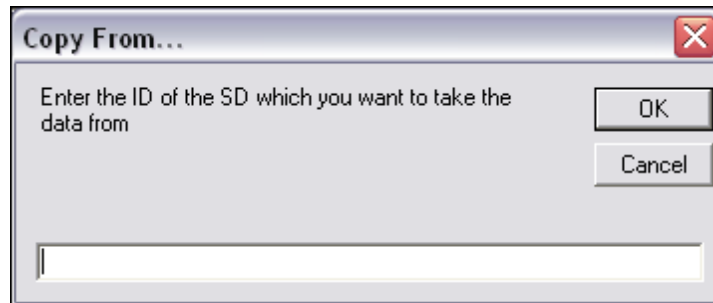 Copy From...
Enter the ID of the SD which you want to take the
data from
OK
Cancel